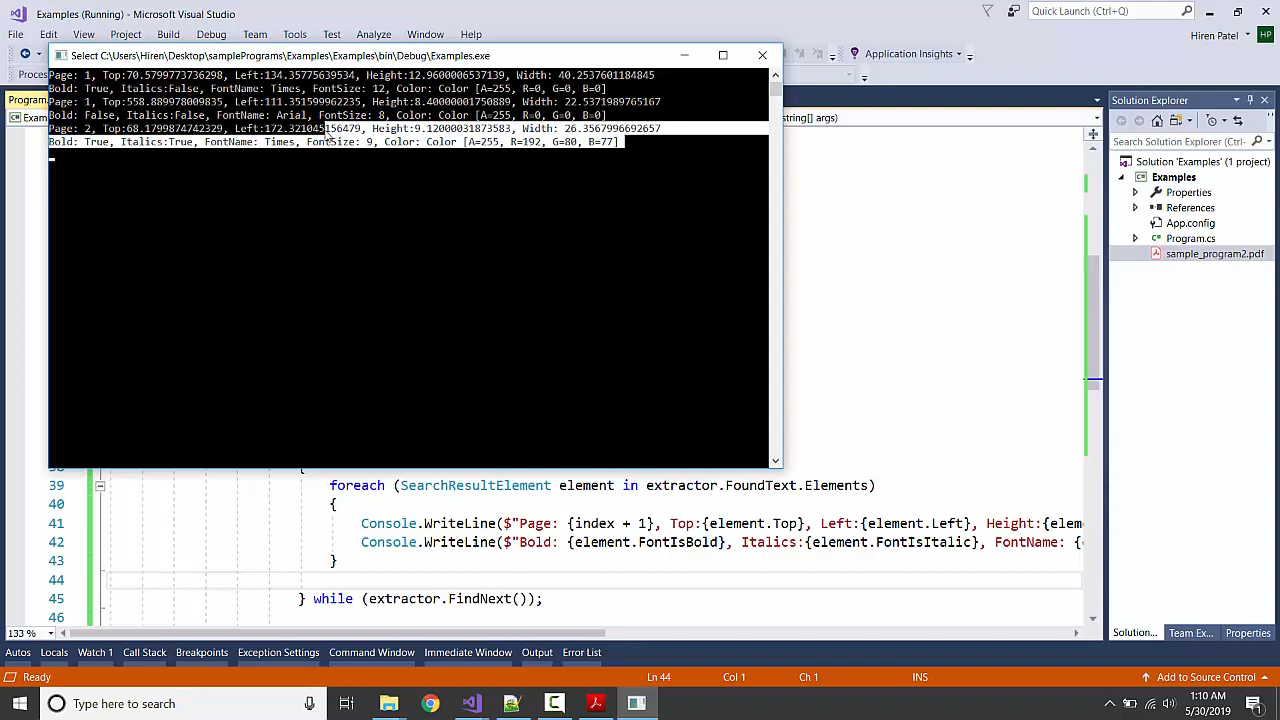 Examples (Running) - Microsoft Visual Studio
Quick Launch (Ctrl+Q)
File Edit View Project Build Debug Team Tools Test Analyze Window Help
Hiren Patel HP
Application Insights
Select C:\Users\Hiren\Desktop\samplePrograms\Examples\Examples\bin\Debug\Examples.exe
Page: 1, Top:70.5799773736298, Left:134.35775639534, Height:12.9600006537139, Width: 40.2537601184845
Bold: True, Italics:False, FontName: Times, FontSize: 12, Color: Color [A=255, R=0, G=0, B=0]
Page: 1, Top:558.889978009835, Left:111.351599962235, Height:8.40000001750889, Width: 22.5371989765167
Bold: False, Italics:False, FontName: Arial, FontSize: 8, Color: Color [A=255, R=0, G=0, B=0]
Page: 2, Top:68.1799874742329, Left:172.321045156479, Height:9.12000031873583, Width: 26.3567996692657
Bold: True, Italics:True, FontName: Times, FontSize: 9, Color: Color [A=255, R=192, G=80, B=77]
Program.
Exam
string[] args)
Solution Explorer
Search Solution Explorer (Ctrl-
Solution 'Examples' (1 project)
Examples
Properties
References
App.config
Program.cs
sample_program2.pdf
39 foreach (SearchResultElement element in extractor.FoundText.Elements)
40 {
41 Console.WriteLine($"Page: {index + 1}, Top:{element.Top}, Left:{element.Left}, Height:{elem
42 Console.WriteLine($"Bold: {element.FontIsBold}, Italics:{element.FontIsItalic}, FontName: {
43 }
44
45 } while (extractor.FindNext());
46
133 %
Solution... Team Ex... Properties
Autos Locals Watch 1 Call Stack Breakpoints Exception Settings Command Window Immediate Window Output Error List
Ready Ln 44 Col 1 Ch 1 INS Add to Source Control
Type here to search
1:10 AM
5/30/2019